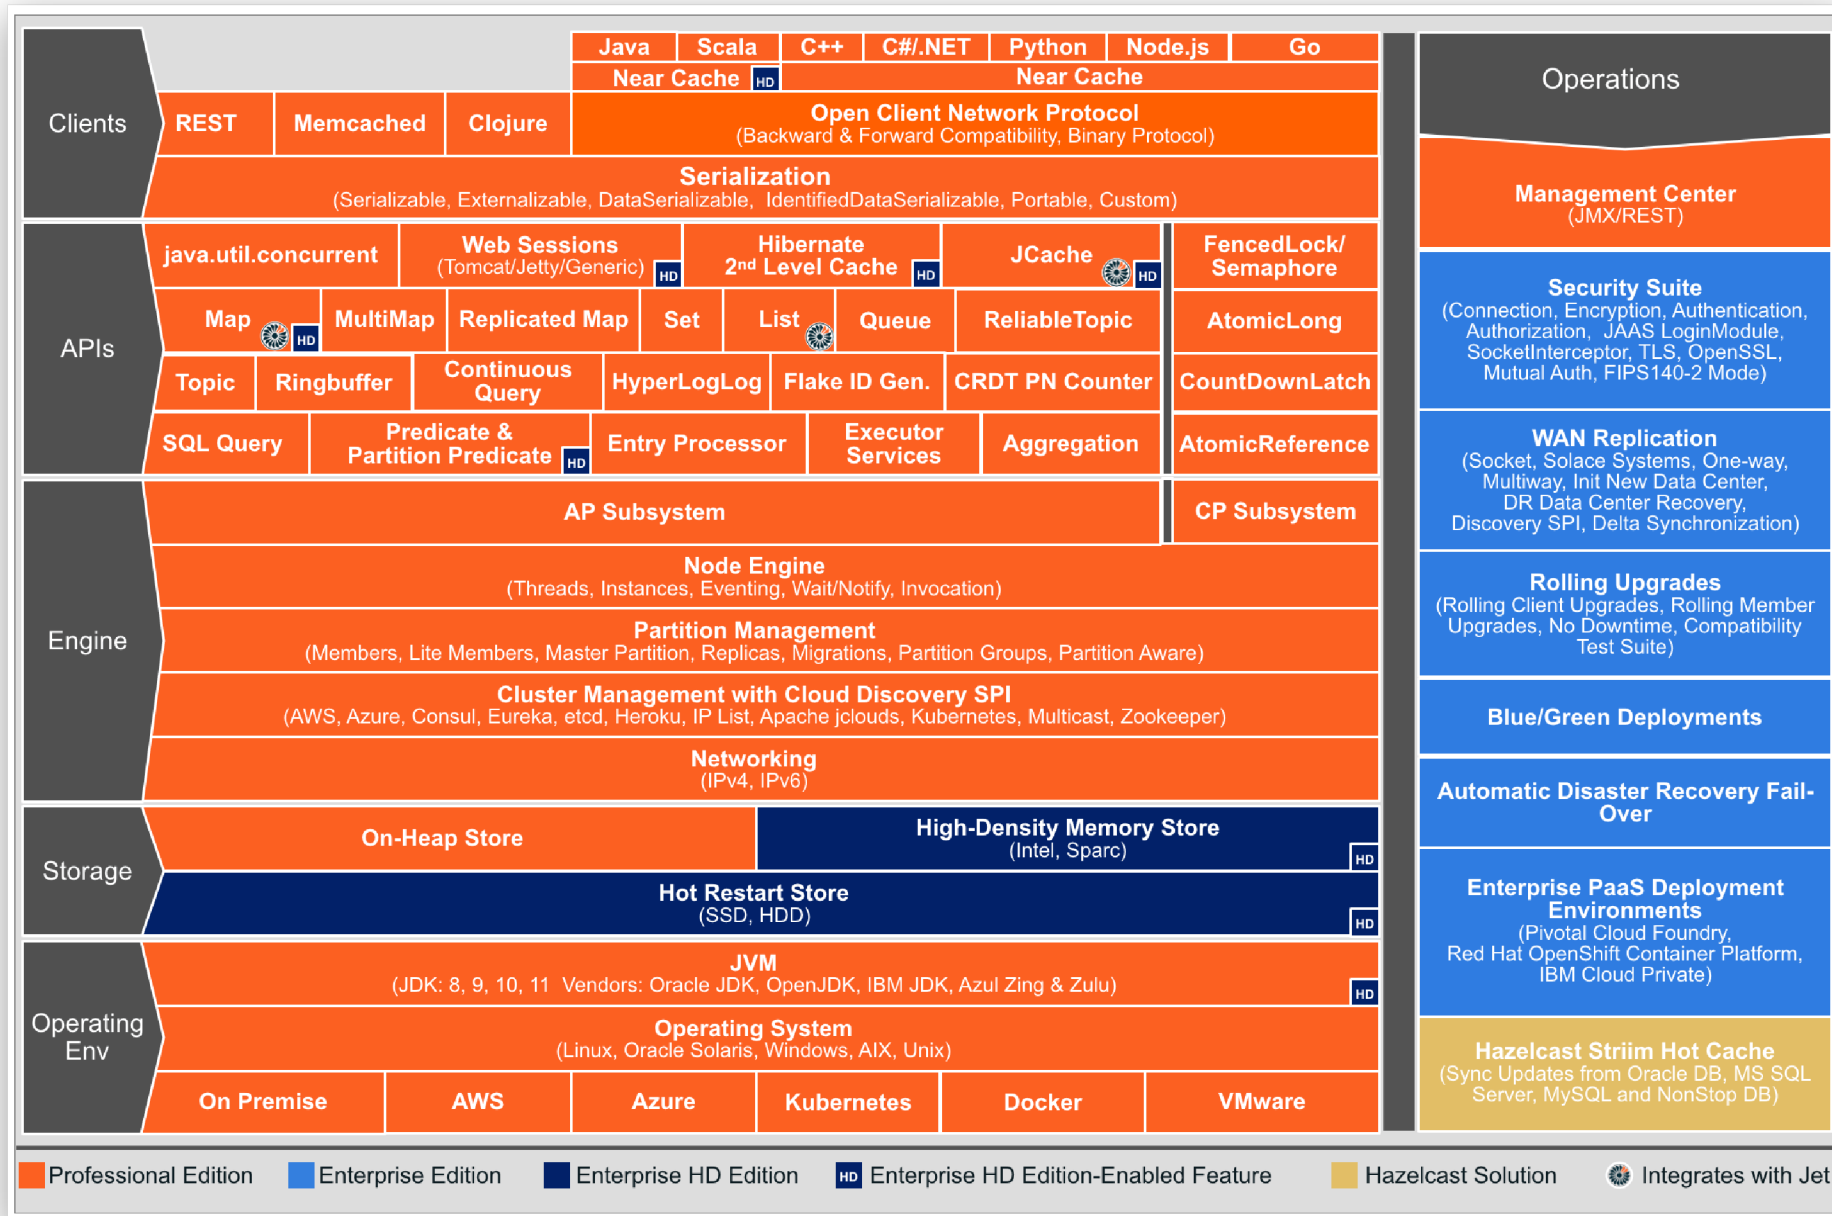 Clients
Java
Scala
C++
C#/.NET
Python
Node.js
Go
Near Cache
HD
Near Cache
REST
Memcached
Clojure
Open Client Network Protocol
(Backward & Forward Compatibility, Binary Protocol)
Serialization
(Serializable, Externalizable, DataSerializable, IdentifiedDataSerializable, Portable, Custom)
APIs
java.util.concurrent
Web Sessions
(Tomcat/Jetty/Generic)
HD
Hibernate
2nd Level Cache
HD
JCache
HD
FencedLock/
Semaphore
Map
HD
MultiMap
Replicated Map
Set
List
Queue
ReliableTopic
AtomicLong
Topic
Ringbuffer
Continuous
Query
HyperLogLog
Flake ID Gen.
CRDT PN Counter
CountDownLatch
SQL Query
Predicate &
Partition Predicate
HD
Entry Processor
Executor
Services
Aggregation
AtomicReference
Engine
AP Subsystem
CP Subsystem
Node Engine
(Threads, Instances, Eventing, Wait/Notify, Invocation)
Partition Management
(Members, Lite Members, Master Partition, Replicas, Migrations, Partition Groups, Partition Aware)
Cluster Management with Cloud Discovery SPI
(AWS, Azure, Consul, Eureka, etcd, Heroku, IP List, Apache jclouds, Kubernetes, Multicast, Zookeeper)
Networking
(IPv4, IPv6)
Storage
On-Heap Store
High-Density Memory Store
(Intel, Sparc)
HD
Hot Restart Store
(SSD, HDD)
HD
Operating
Env
JVM
(JDK: 8, 9, 10, 11 Vendors: Oracle JDK, OpenJDK, IBM JDK, Azul Zing & Zulu)
HD
Operating System
(Linux, Oracle Solaris, Windows, AIX, Unix)
On Premise
AWS
Azure
Kubernetes
Docker
VMware
Operations
Management Center
(JMX/REST)
Security Suite
(Connection, Encryption, Authentication,
Authorization, JAAS LoginModule,
SocketInterceptor, TLS, OpenSSL,
Mutual Auth, FIPS140-2 Mode)
WAN Replication
(Socket, Solace Systems, One-way,
Multiway, Init New Data Center,
DR Data Center Recovery,
Discovery SPI, Delta Synchronization)
Rolling Upgrades
(Rolling Client Upgrades, Rolling Member
Upgrades, No Downtime, Compatibility
Test Suite)
Blue/Green Deployments
Automatic Disaster Recovery Fail-
Over
Enterprise PaaS Deployment
Environments
(Pivotal Cloud Foundry,
Red Hat OpenShift Container Platform,
IBM Cloud Private)
Hazelcast Striim Hot Cache
(Sync Updates from Oracle DB, MS SQL
Server, MySQL and NonStop DB)
Professional Edition
Enterprise Edition
Enterprise HD Edition
HD
Enterprise HD Edition-Enabled Feature
Hazelcast Solution
Integrates with Jet